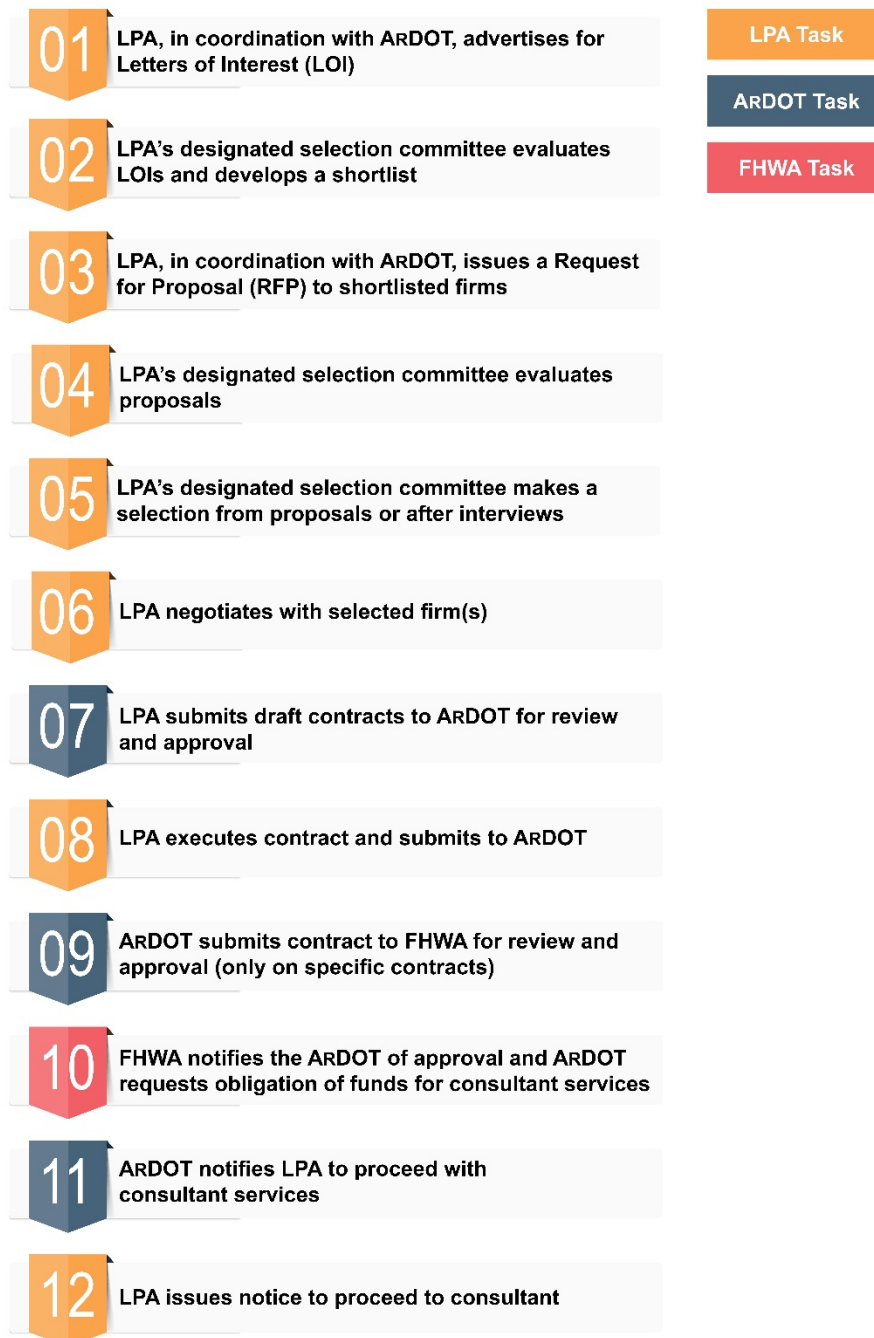 01
LPA, in coordination with ARDOT, advertises for
Letters of Interest (LOI)
LPA Task
ARDOT Task
FHWA Task
02
LPA's designated selection committee evaluates
LOIs and develops a shortlist
03
LPA, in coordination with ARDOT, issues a Request
for Proposal (RFP) to shortlisted firms
04
LPA's designated selection committee evaluates
proposals
05
LPA's designated selection committee makes a
selection from proposals or after interviews
06
LPA negotiates with selected firm(s)
07
LPA submits draft contracts to ARDOT for review
and approval
08
LPA executes contract and submits to ARDOT
09
ARDOT submits contract to FHWA for review and
approval (only on specific contracts)
10
FHWA notifies the ARDOT of approval and ARDOT
requests obligation of funds for consultant services
11
ARDOT notifies LPA to proceed with
consultant services
12
LPA issues notice to proceed to consultant